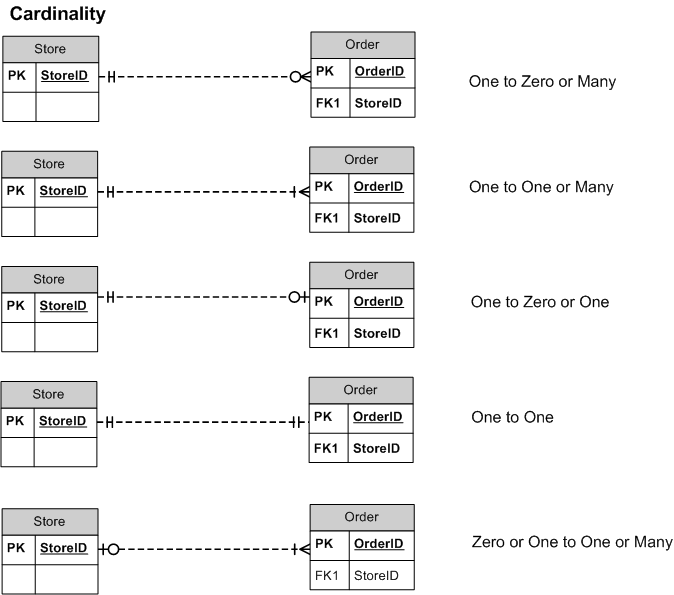 Cardinality
Store
Order
PK StoreID
PK OrderID
FK1 StoreID
One to Zero or Many
Store
Order
PK StoreID
PK OrderID
FK1 StoreID
One to One or Many
Store
Order
PK StoreID
PK OrderID
FK1 StoreID
One to Zero or One
Store
Order
PK StoreID
PK OrderID
FK1 StoreID
One to One
Store
Order
PK StoreID
PK OrderID
FK1 StoreID
Zero or One to One or Many